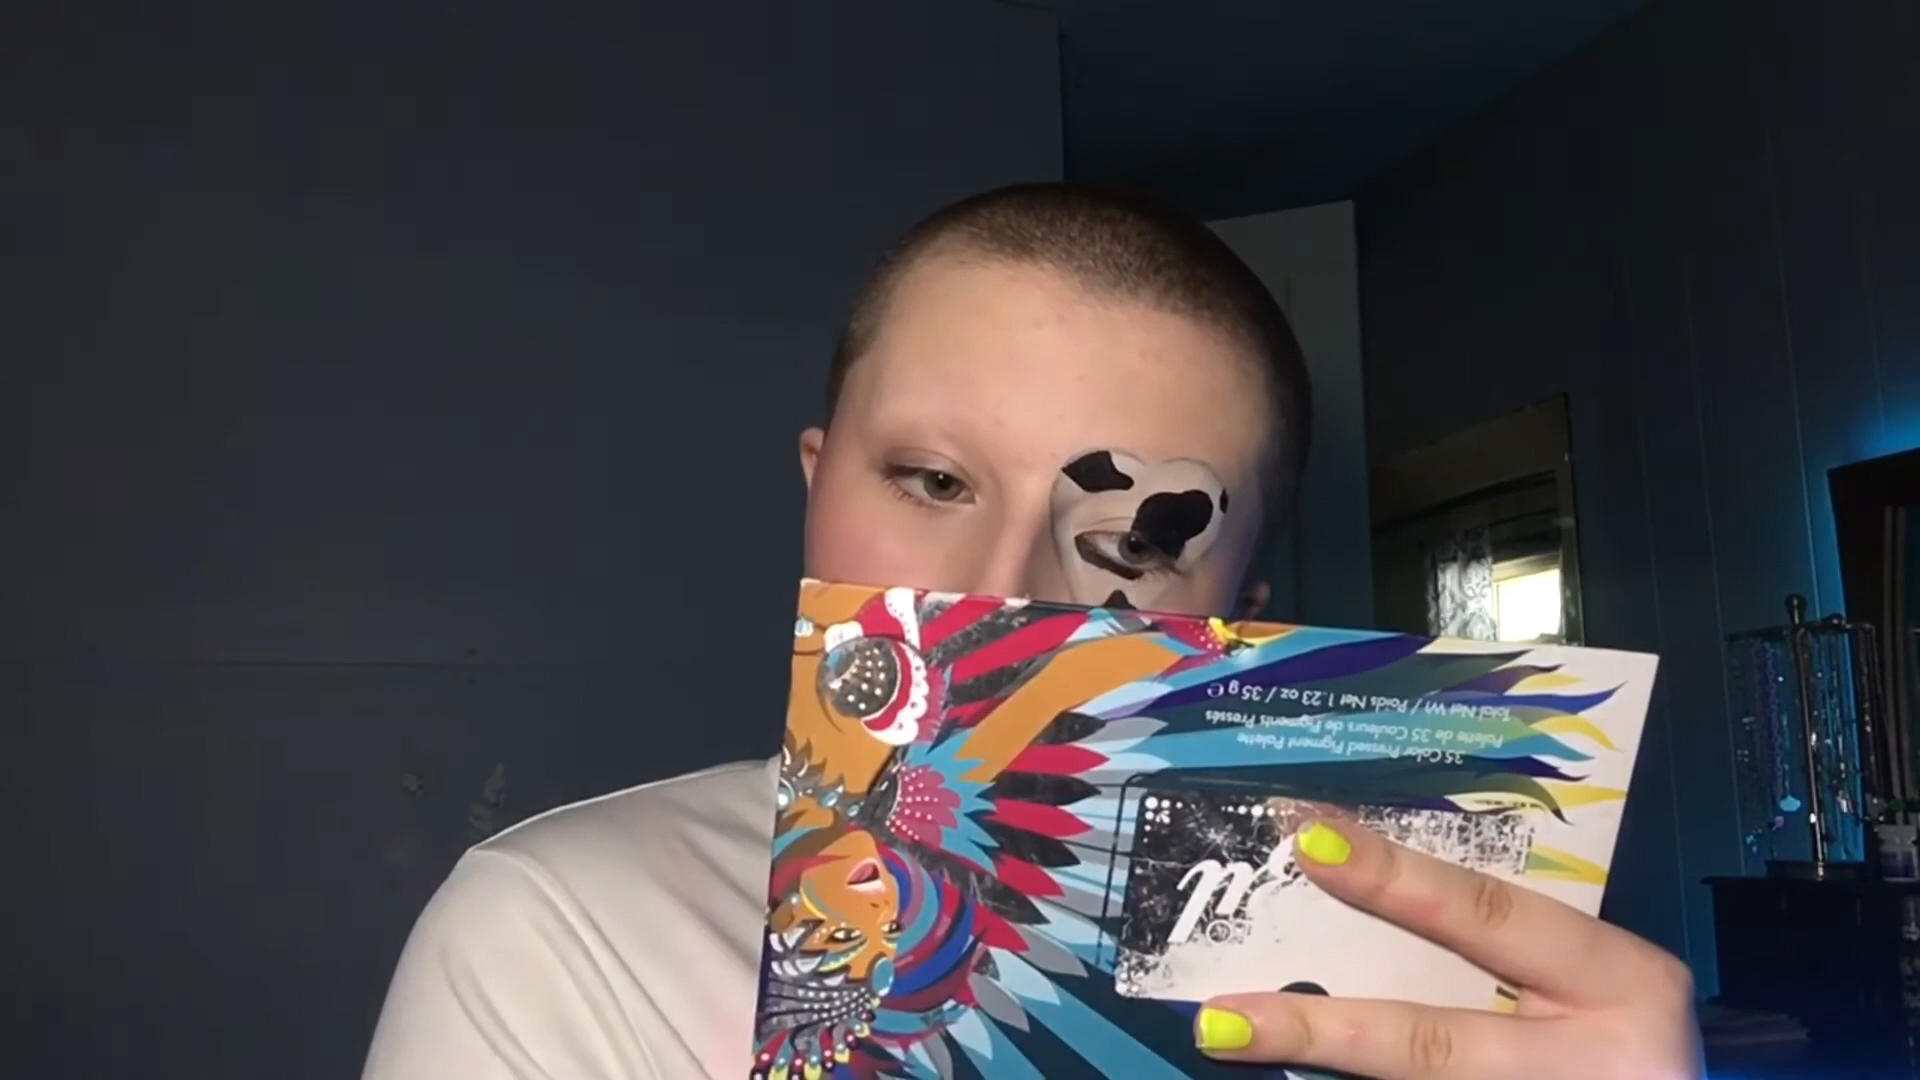 35 Color Pressed Pigment Palette
Palette de 35 Couleurs de Pigments Pressés
Total Net Wt / Poids Net 1.23 oz / 35 g ℮